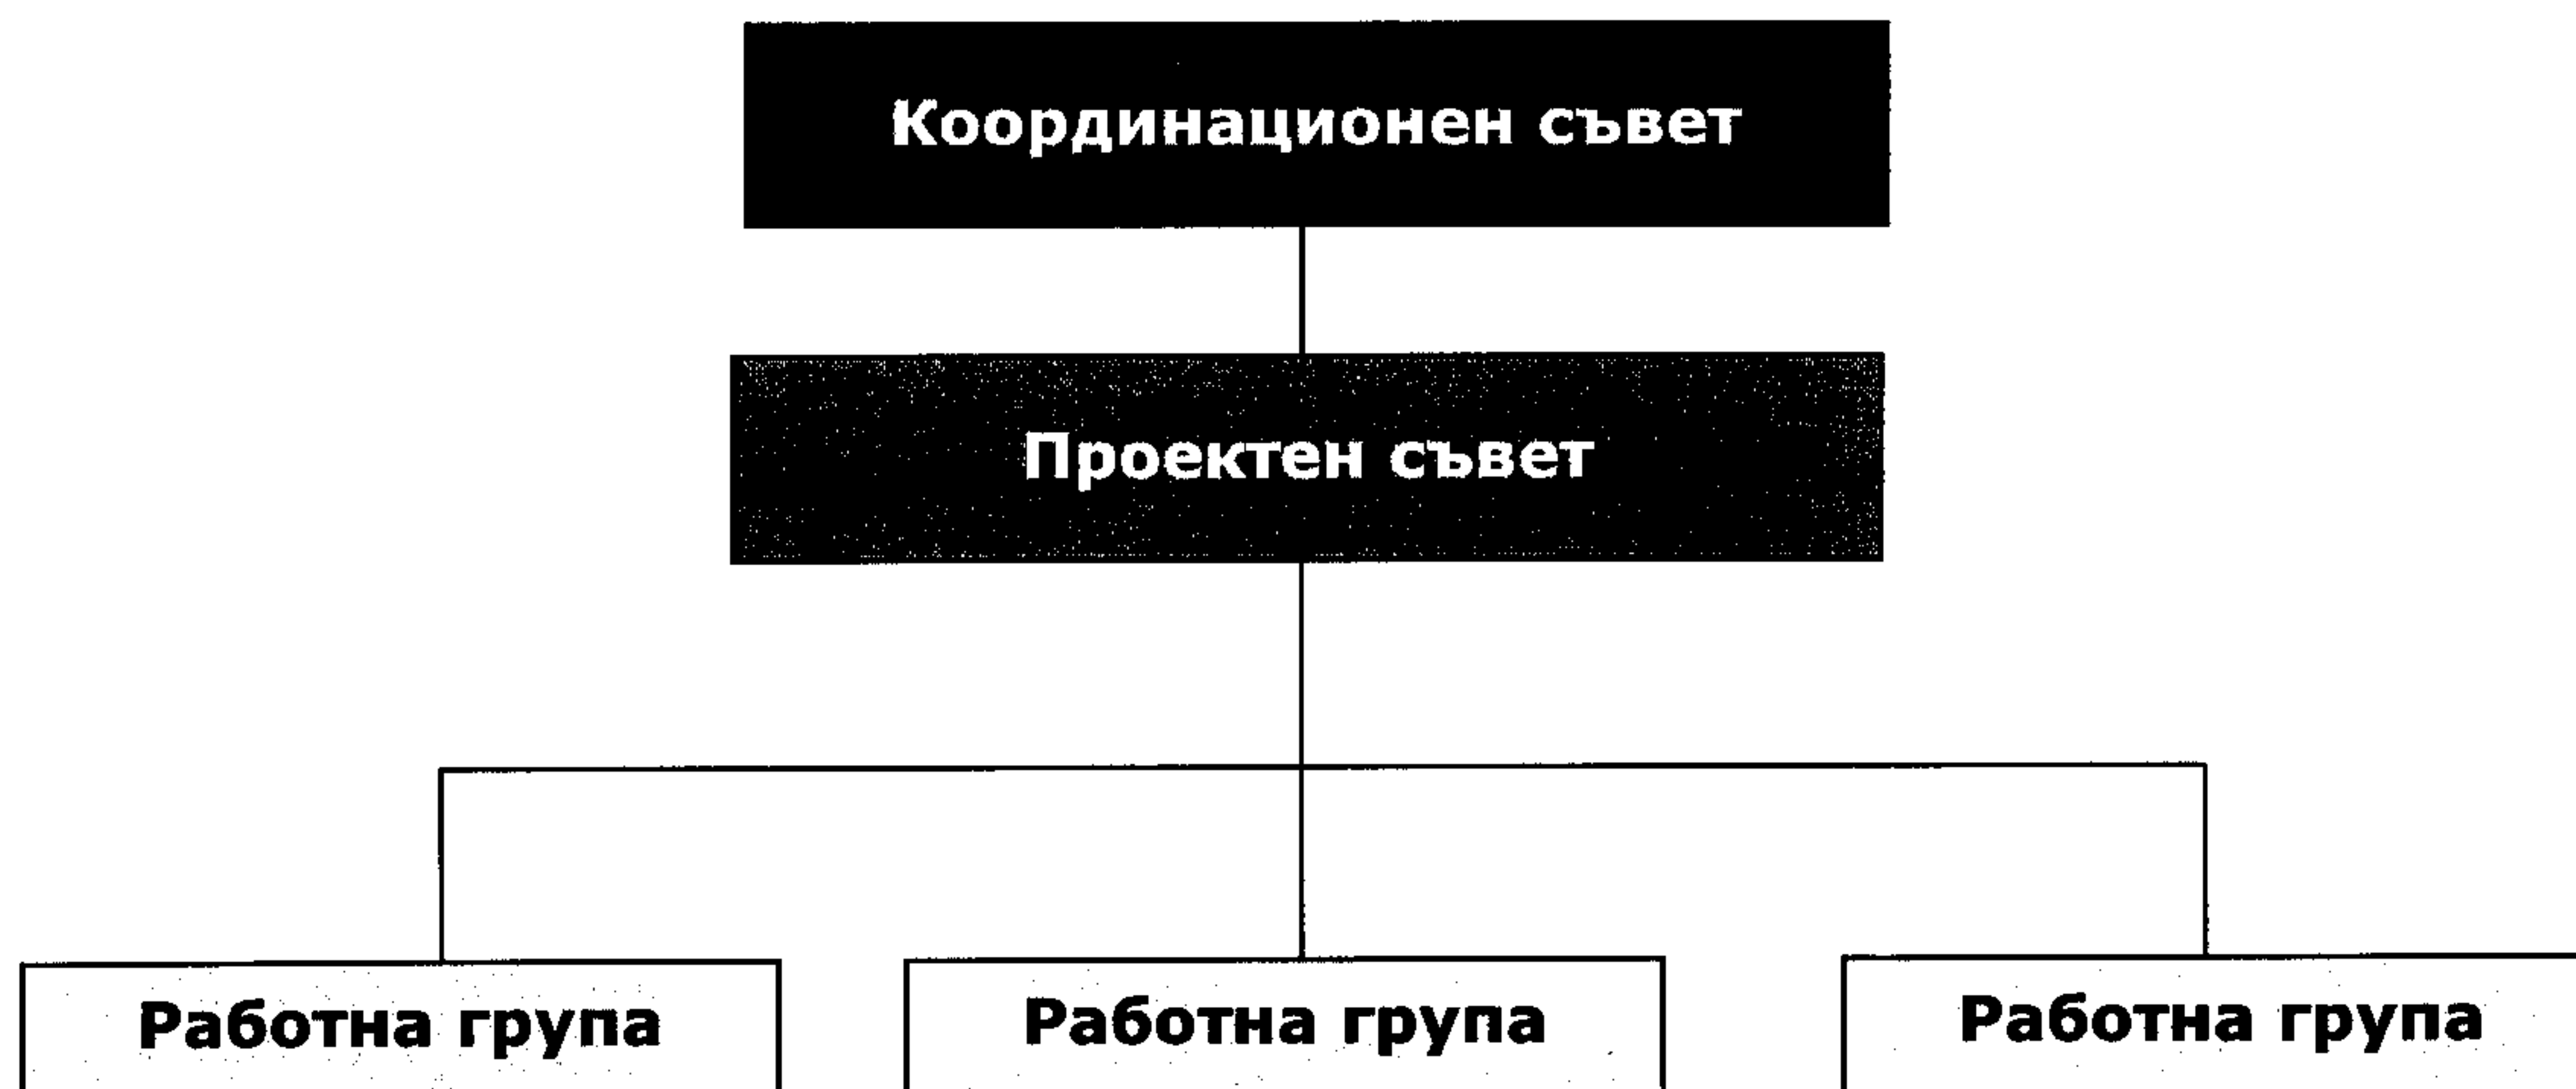 Координационен съвет
Проектен съвет
Работна група
Работна група
Работна група